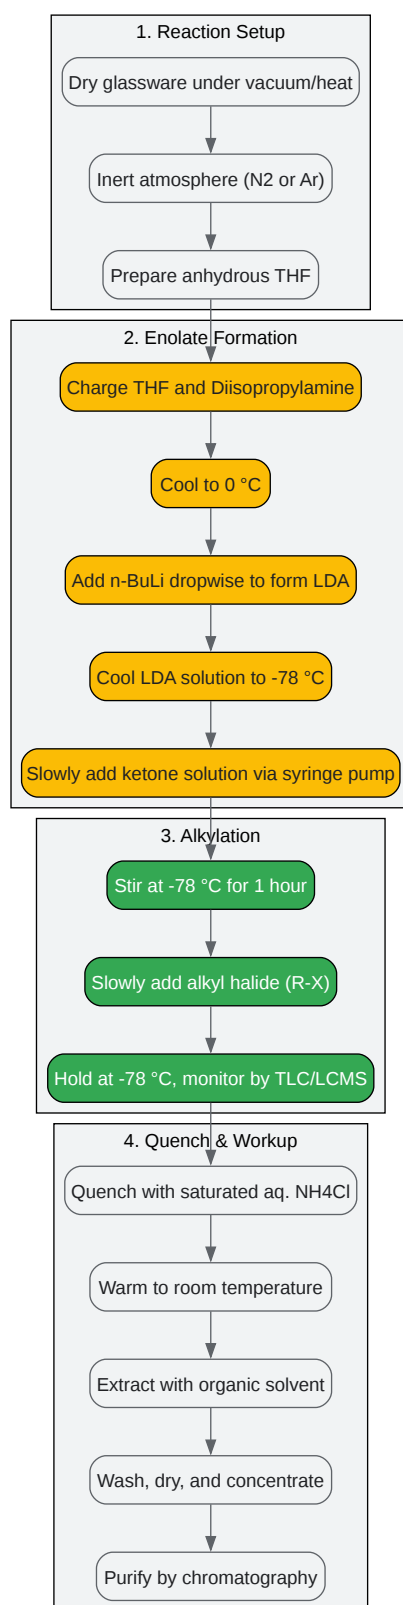 1. Reaction Setup
Dry glassware under vacuum/heat
Inert atmosphere (N2 or Ar)
Prepare anhydrous THF
2. Enolate Formation
Charge THF and Diisopropylamine
Cool to 0 °C
Add n-BuLi dropwise to form LDA
Cool LDA solution to -78 °C
Slowly add ketone solution via syringe pump
3. Alkylation
Stir at -78 °C for 1 hour
Slowly add alkyl halide (R-X)
Hold at -78 °C, monitor by TLC/LCMS
4. Quench & Workup
Quench with saturated aq. NH4Cl
Warm to room temperature
Extract with organic solvent
Wash, dry, and concentrate
Purify by chromatography